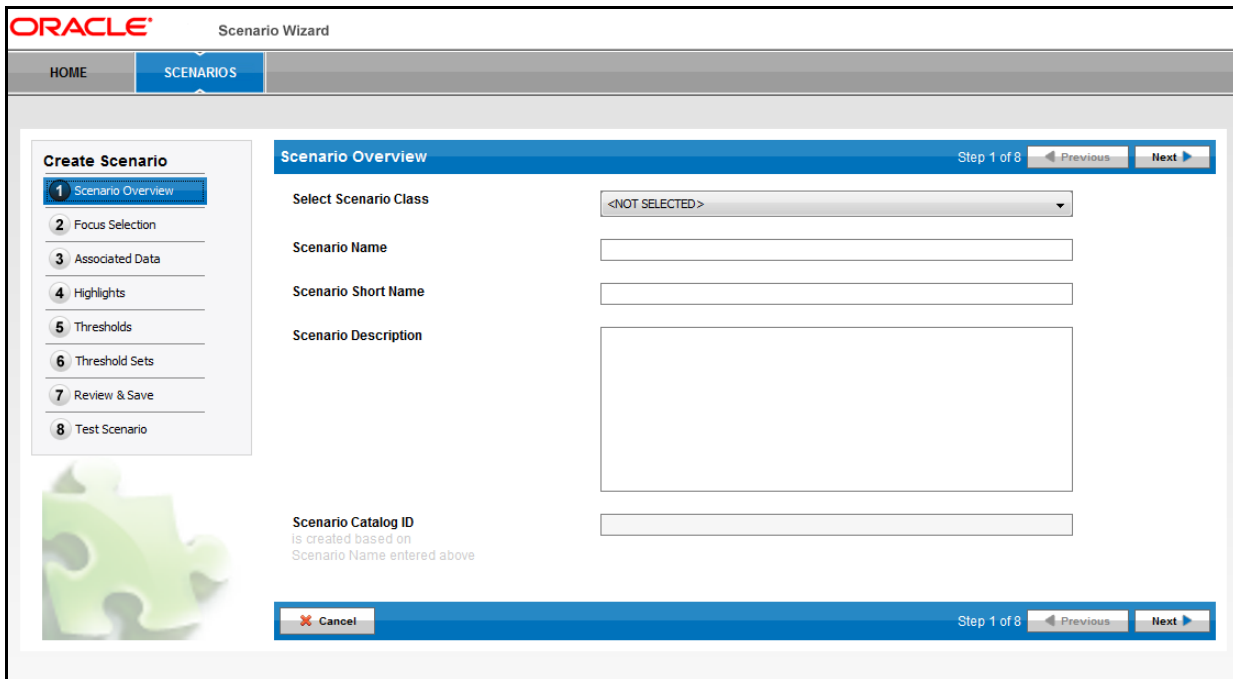 ORACLE Scenario Wizard
HOME SCENARIOS
Create Scenario
1 Scenario Overview
2 Focus Selection
3 Associated Data
4 Highlights
5 Thresholds
6 Threshold Sets
7 Review & Save
8 Test Scenario
Scenario Overview Step 1 of 8 Previous Next
Select Scenario Class <NOT SELECTED>
Scenario Name
Scenario Short Name
Scenario Description
Scenario Catalog ID
is created based on
Scenario Name entered above
Cancel Step 1 of 8 Previous Next